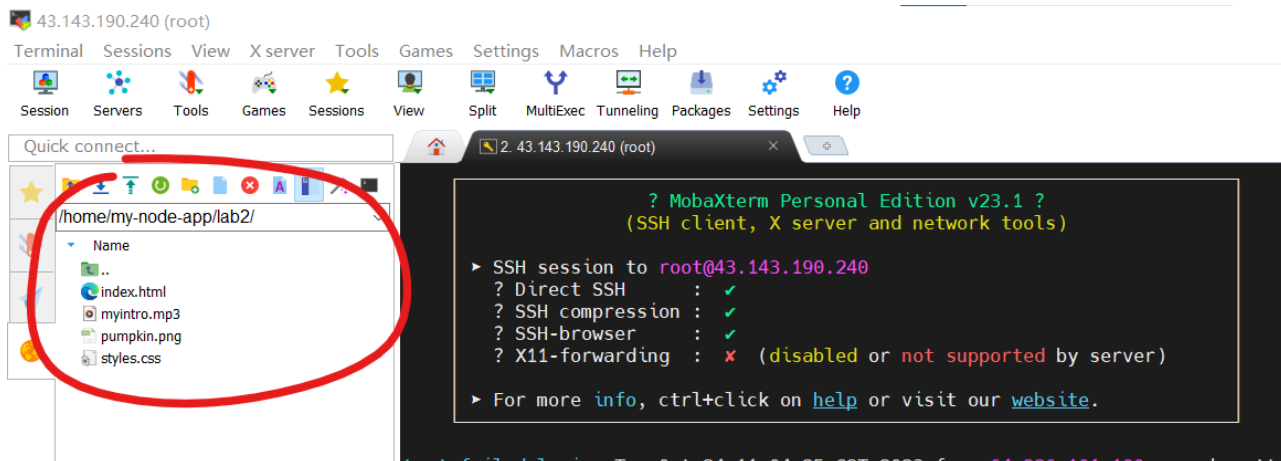 43.143.190.240 (root)
Terminal Sessions View X server Tools Games Settings Macros Help
Session Servers Tools Games Sessions View Split MultiExec Tunneling Packages Settings Help
Quick connect...
2. 43.143.190.240 (root)
/home/my-node-app/lab2/
Name
..
index.html
myintro.mp3
pumpkin.png
styles.css
? MobaXterm Personal Edition v23.1 ?
(SSH client, X server and network tools)
➤ SSH session to root@43.143.190.240
? Direct SSH : ✔
? SSH compression : ✔
? SSH-browser : ✔
? X11-forwarding : ✘ (disabled or not supported by server)
➤ For more info, ctrl+click on help or visit our website.